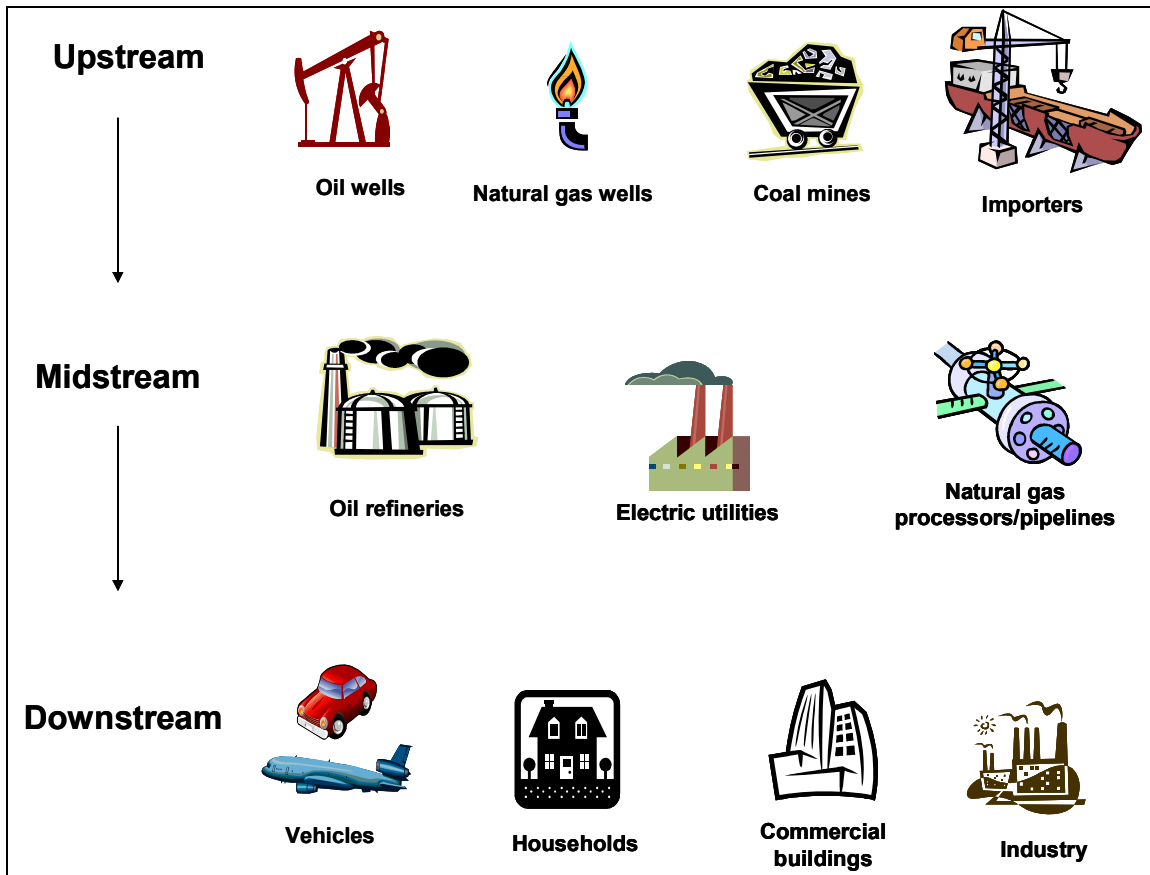 Upstream
Oil wells
Natural gas wells
Coal mines
Importers
Midstream
Oil refineries
Electric utilities
Natural gas
processors/pipelines
Downstream
Vehicles
Households
Commercial
buildings
Industry